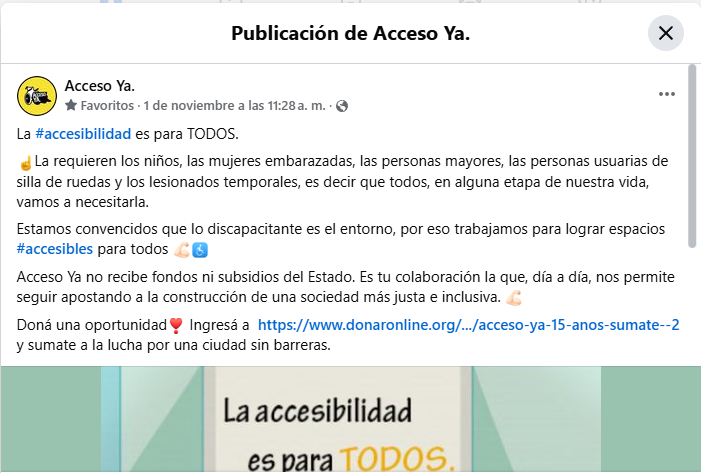 Publicación de Acceso Ya.
Acceso Ya.
Favoritos · 1 de noviembre a las 11:28 a. m. ·
La #accesibilidad es para TODOS.
☝La requieren los niños, las mujeres embarazadas, las personas mayores, las personas usuarias de
silla de ruedas y los lesionados temporales, es decir que todos, en alguna etapa de nuestra vida,
vamos a necesitarla.
Estamos convencidos que lo discapacitante es el entorno, por eso trabajamos para lograr espacios
#accesibles para todos 💪🏻♿
Acceso Ya no recibe fondos ni subsidios del Estado. Es tu colaboración la que, día a día, nos permite
seguir apostando a la construcción de una sociedad más justa e inclusiva. 💪🏻
Doná una oportunidad❣ Ingresá a https://www.donaronline.org/.../acceso-ya-15-anos-sumate--2
y sumate a la lucha por una ciudad sin barreras.
La accesibilidad
es para TODOS.